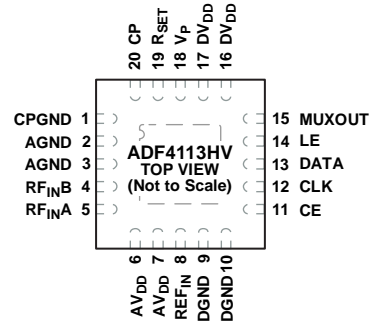 20 CP
19 RSET
18 VP
17 DVDD
16 DVDD
CPGND 1
AGND 2
AGND 3
RFINB 4
RFINA 5
ADF4113HV
TOP VIEW
(Not to Scale)
15 MUXOUT
14 LE
13 DATA
12 CLK
11 CE
AVDD 6
AVDD 7
REFIN 8
DGND 9
DGND 10